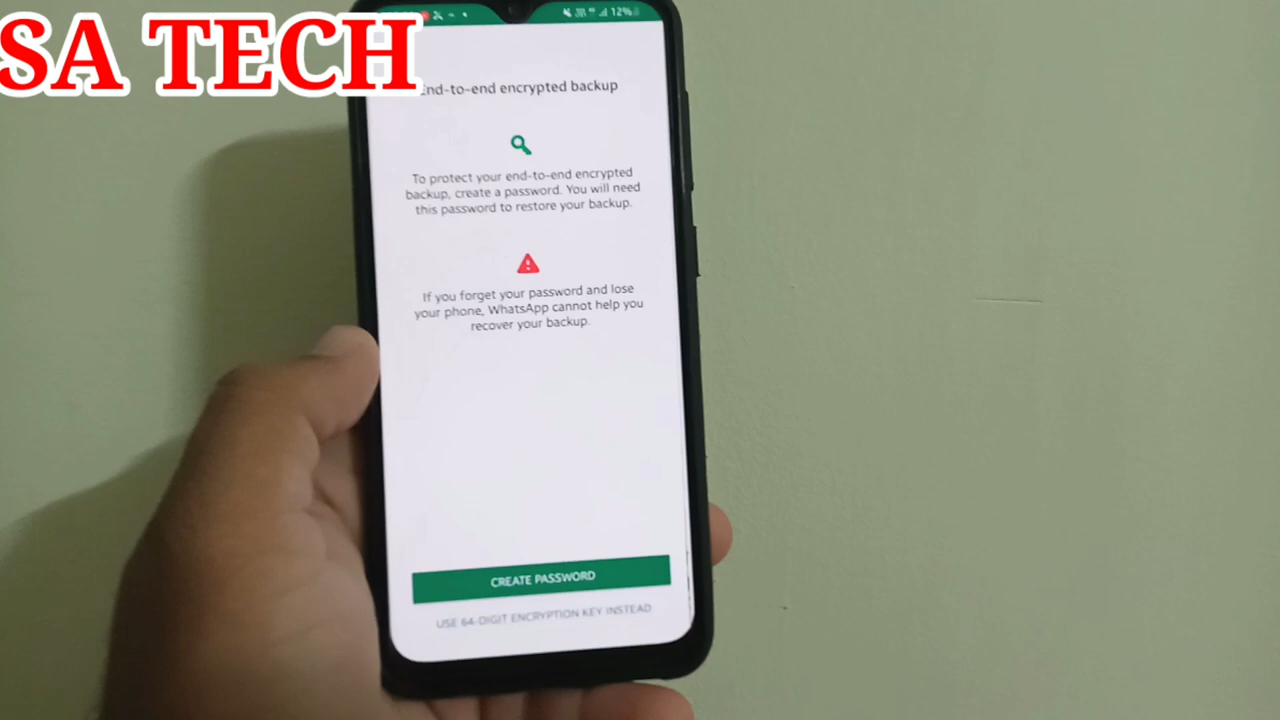 SA TECH
12%
End-to-end encrypted backup
To protect your end-to-end encrypted
backup, create a password. You will need
this password to restore your backup.
If you forget your password and lose
your phone, WhatsApp cannot help you
recover your backup.
CREATE PASSWORD
USE 64-DIGIT ENCRYPTION KEY INSTEAD